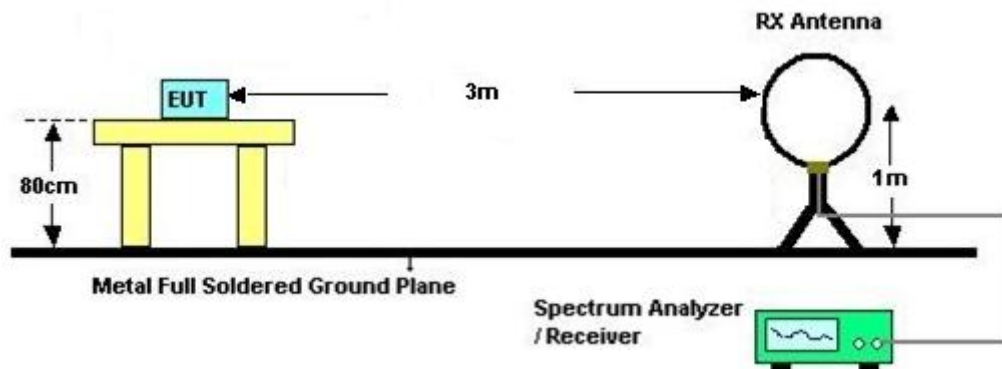 RX Antenna
EUT
3m
80cm
1m
Metal Full Soldered Ground Plane
Spectrum Analyzer
/ Receiver